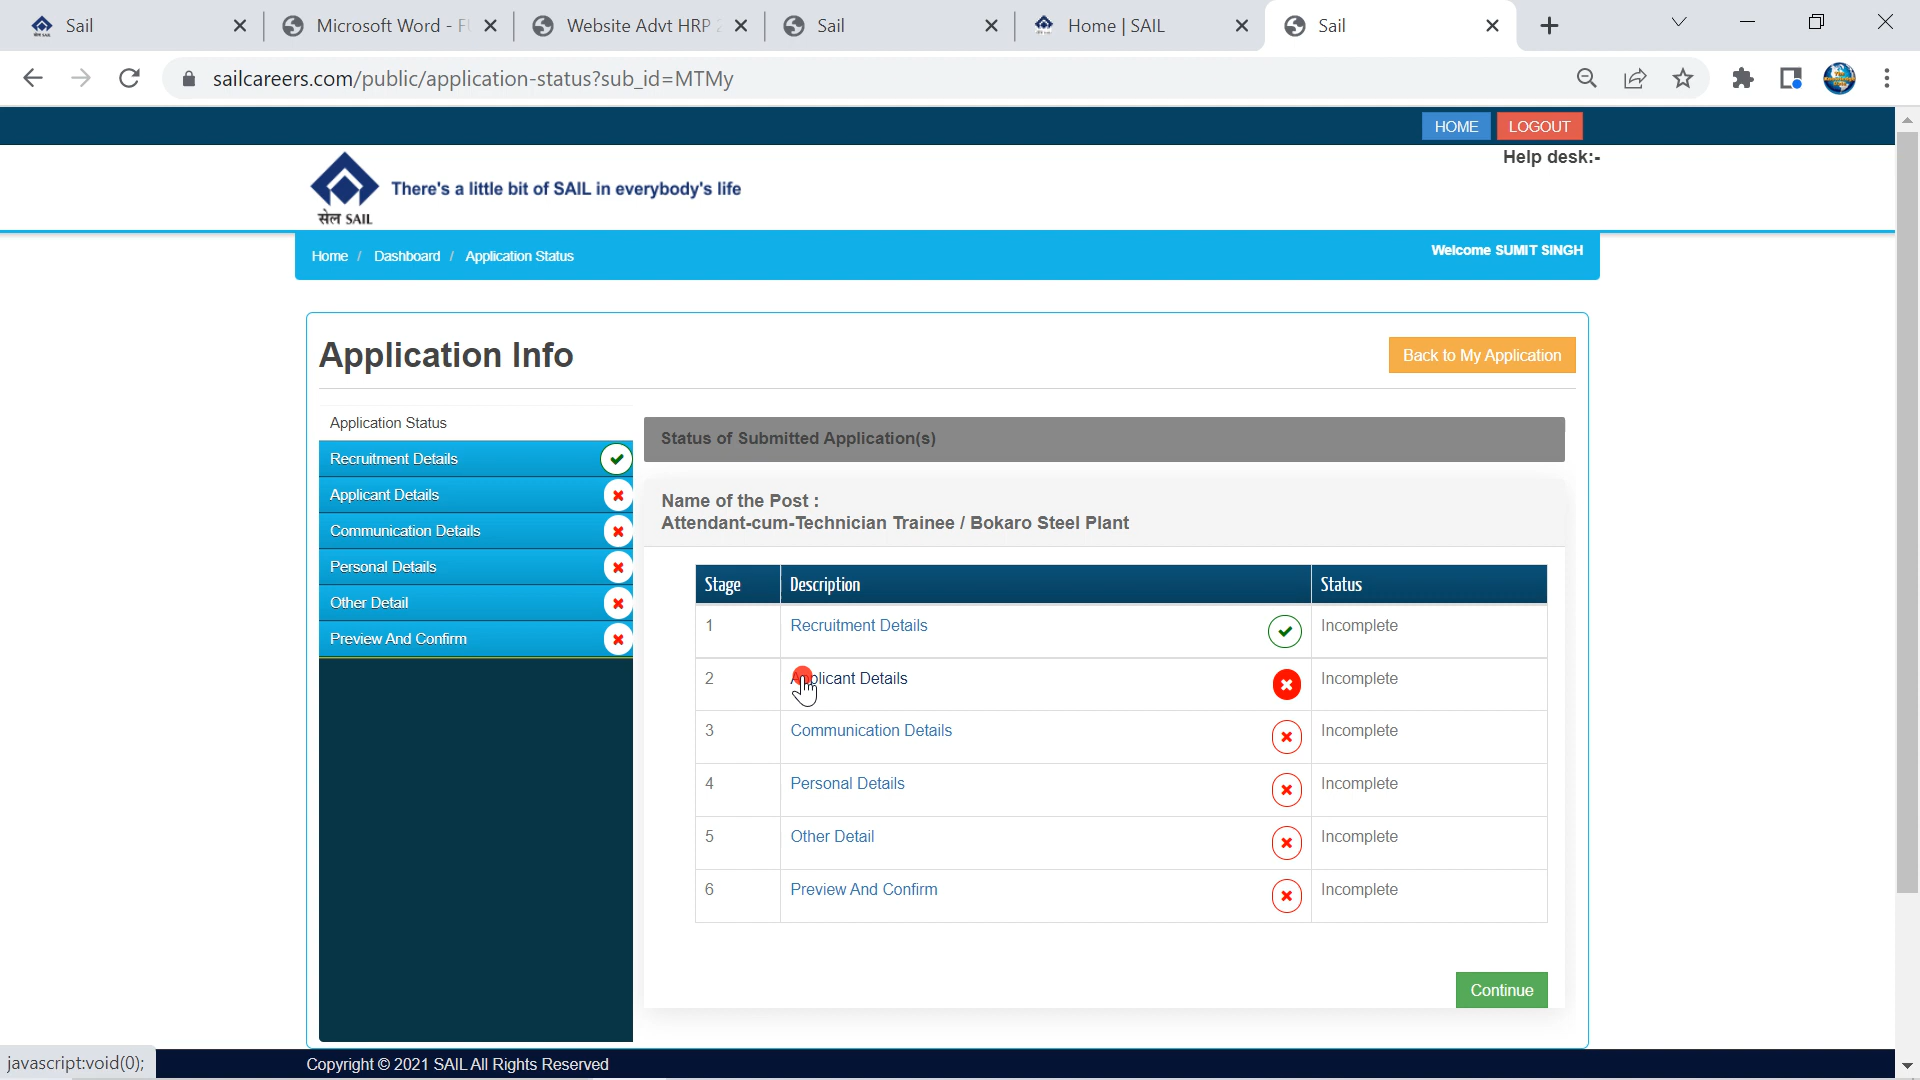 Sail
Microsoft Word - F
Website Advt HRP
Sail
Home | SAIL
Sail
sailcareers.com/public/application-status?sub_id=MTMy
HOME
LOGOUT
Help desk:-
There's a little bit of SAIL in everybody's life
सेल SAIL
Home / Dashboard / Application Status
Welcome SUMIT SINGH
Application Info
Back to My Application
Application Status
Recruitment Details
Applicant Details
Communication Details
Personal Details
Other Detail
Preview And Confirm
Status of Submitted Application(s)
Name of the Post :
Attendant-cum-Technician Trainee / Bokaro Steel Plant
Stage Description Status
1 Recruitment Details Incomplete
2 Applicant Details Incomplete
3 Communication Details Incomplete
4 Personal Details Incomplete
5 Other Detail Incomplete
6 Preview And Confirm Incomplete
Continue
javascript:void(0);
Copyright © 2021 SAIL All Rights Reserved